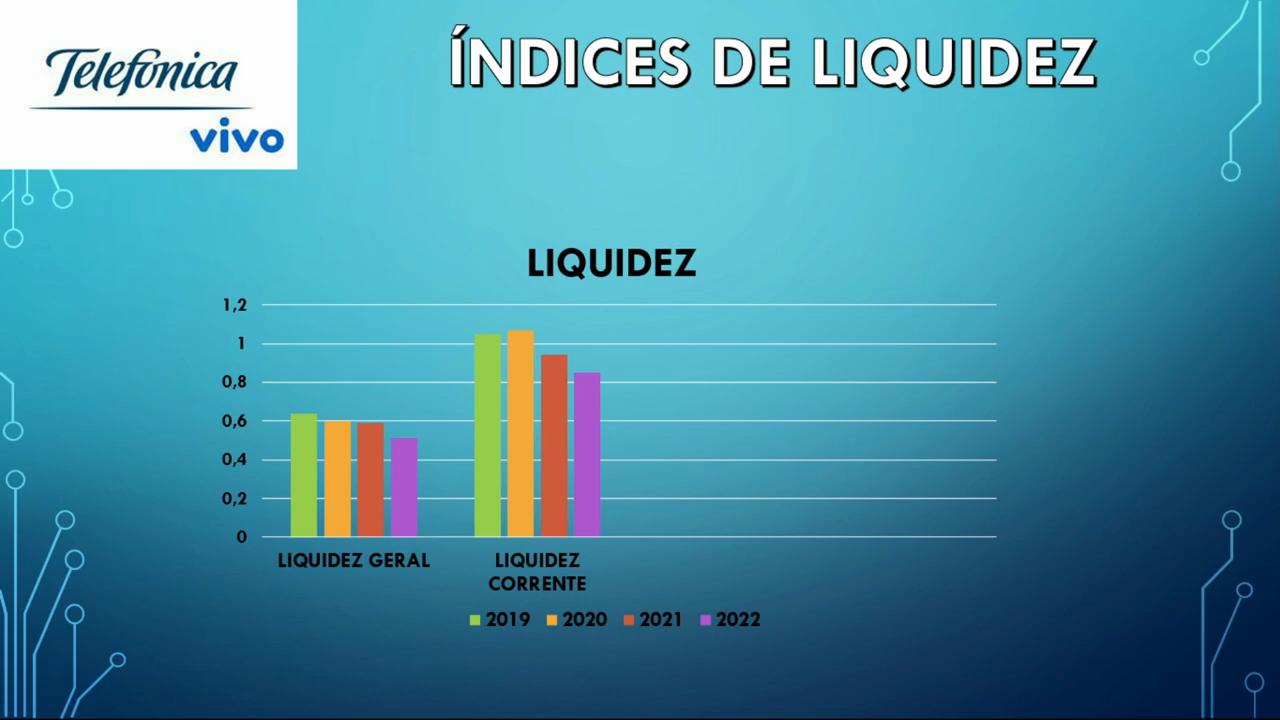 Telefónica
vivo
ÍNDICES DE LIQUIDEZ
LIQUIDEZ
1,2
1
0,8
0,6
0,4
0,2
0
LIQUIDEZ GERAL
LIQUIDEZ
CORRENTE
2019 2020 2021 2022